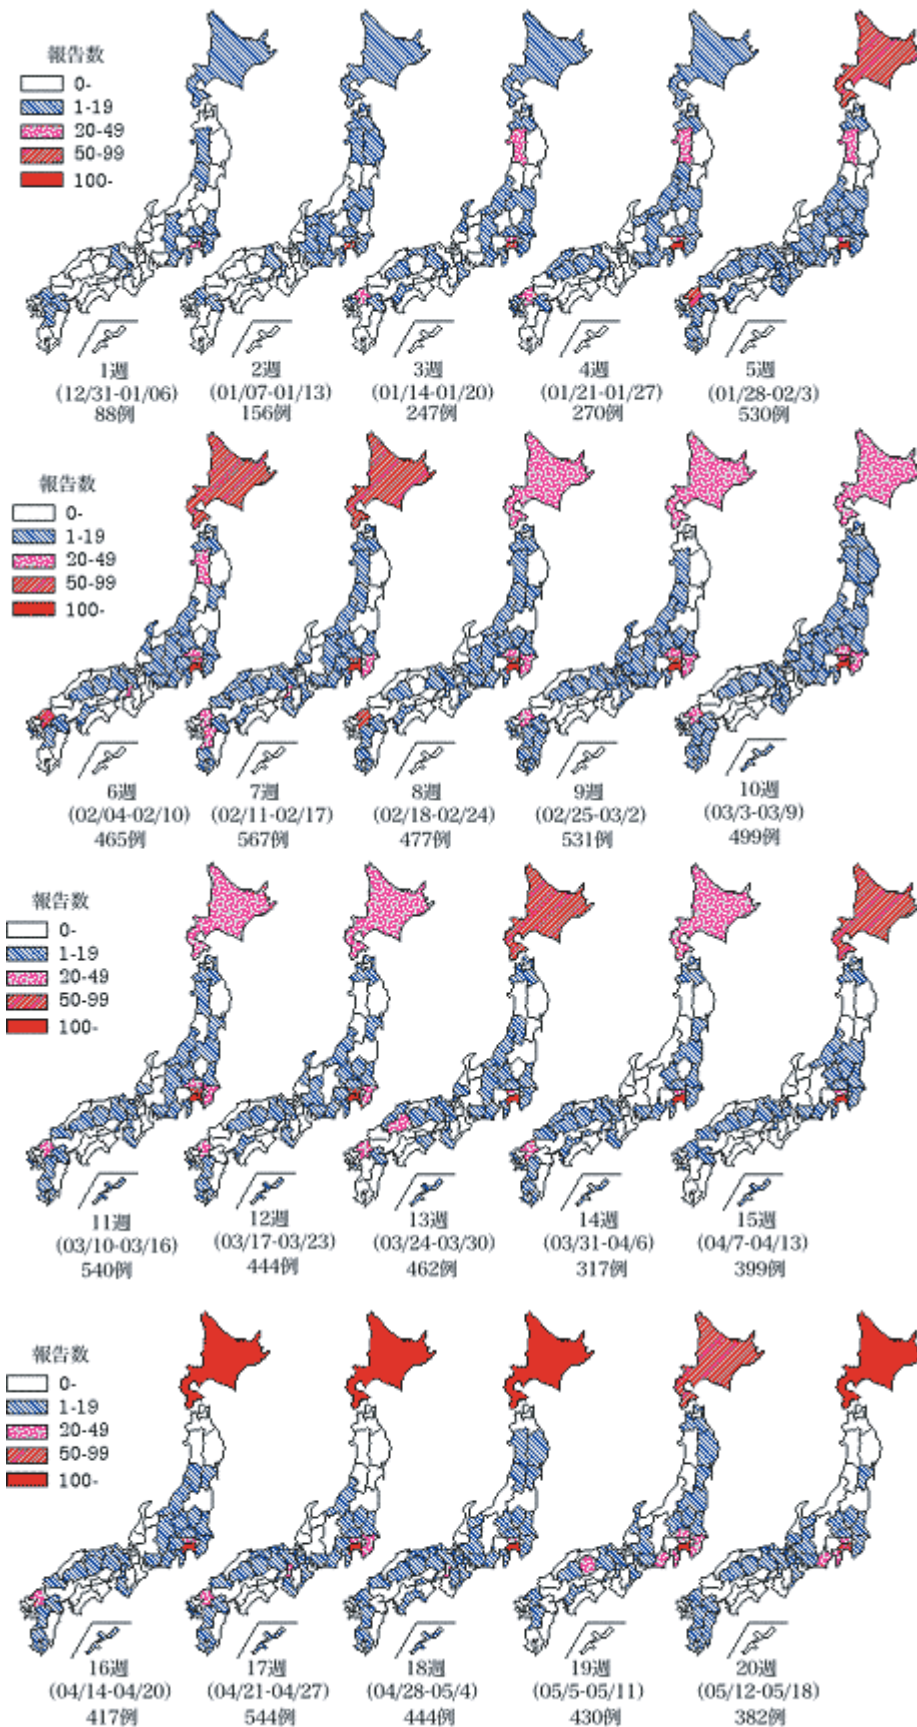 報告数
0-
1-19
20-49
50-99
100-
1週
(12/31-01/06)
88例
2週
(01/07-01/13)
156例
3週
(01/14-01/20)
247例
4週
(01/21-01/27)
270例
5週
(01/28-02/3)
530例
報告数
0-
1-19
20-49
50-99
100-
6週
(02/04-02/10)
465例
7週
(02/11-02/17)
567例
8週
(02/18-02/24)
477例
9週
(02/25-03/2)
531例
10週
(03/3-03/9)
499例
報告数
0-
1-19
20-49
50-99
100-
11週
(03/10-03/16)
540例
12週
(03/17-03/23)
444例
13週
(03/24-03/30)
462例
14週
(03/31-04/6)
317例
15週
(04/7-04/13)
399例
報告数
0-
1-19
20-49
50-99
100-
16週
(04/14-04/20)
417例
17週
(04/21-04/27)
544例
18週
(04/28-05/4)
444例
19週
(05/5-05/11)
430例
20週
(05/12-05/18)
382例